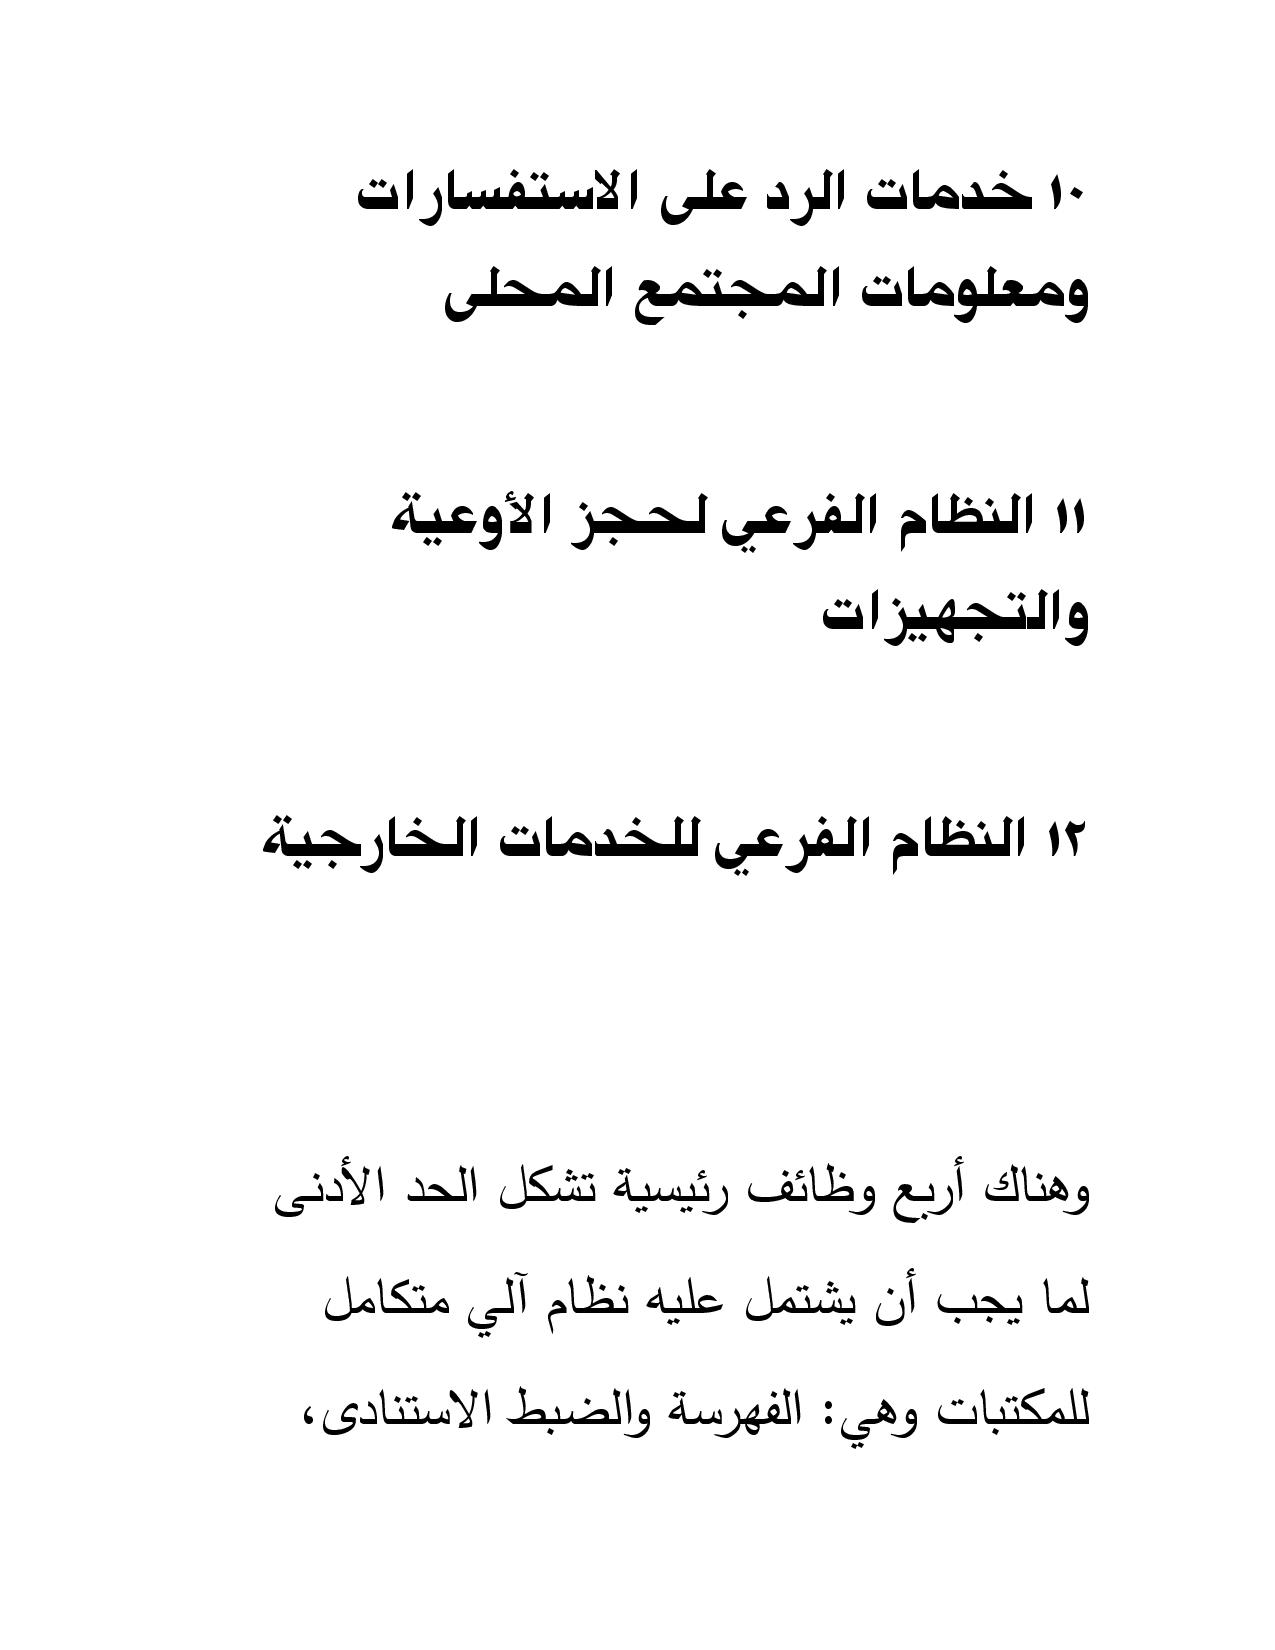 ١٠ خدمات الرد على الاستفسارات
ومعلومات المجتمع المحلى
١١ النظام الفرعي لحجز الأوعية
والتجهيزات
١٢ النظام الفرعي للخدمات الخارجية
وهناك أربع وظائف رئيسية تشكل الحد الأدنى
لما يجب أن يشتمل عليه نظام آلي متكامل
للمكتبات وهي: الفهرسة والضبط الاستنادى،